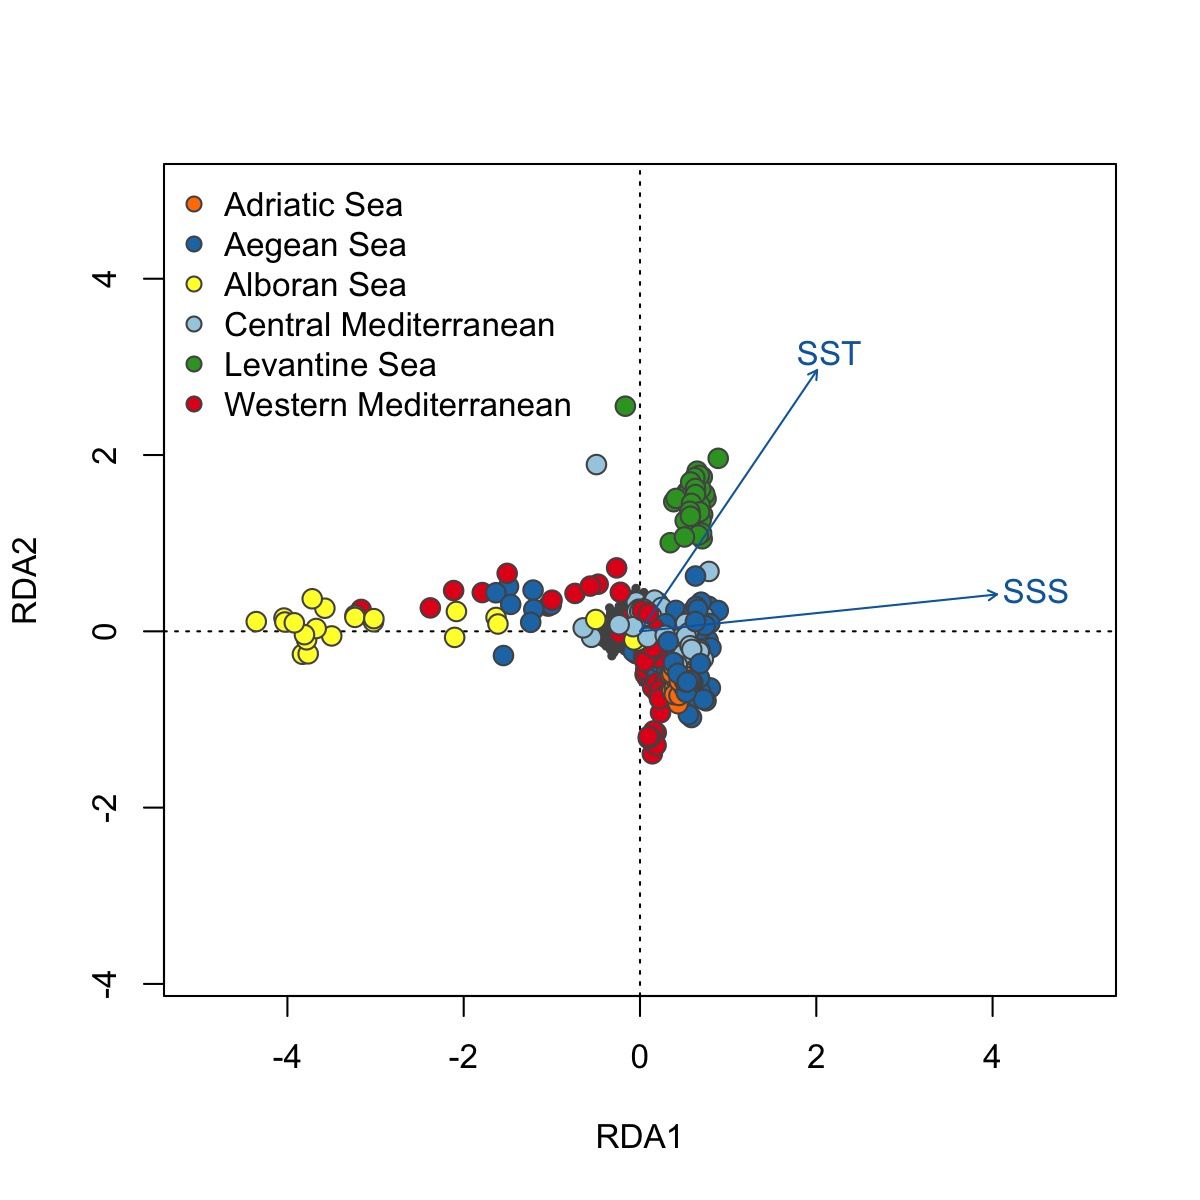 Adriatic Sea
Aegean Sea
Alboran Sea
Central Mediterranean
Levantine Sea
Western Mediterranean
SST
SSS
4
2
0
-2
-4
RDA2
-4
-2
0
2
4
RDA1